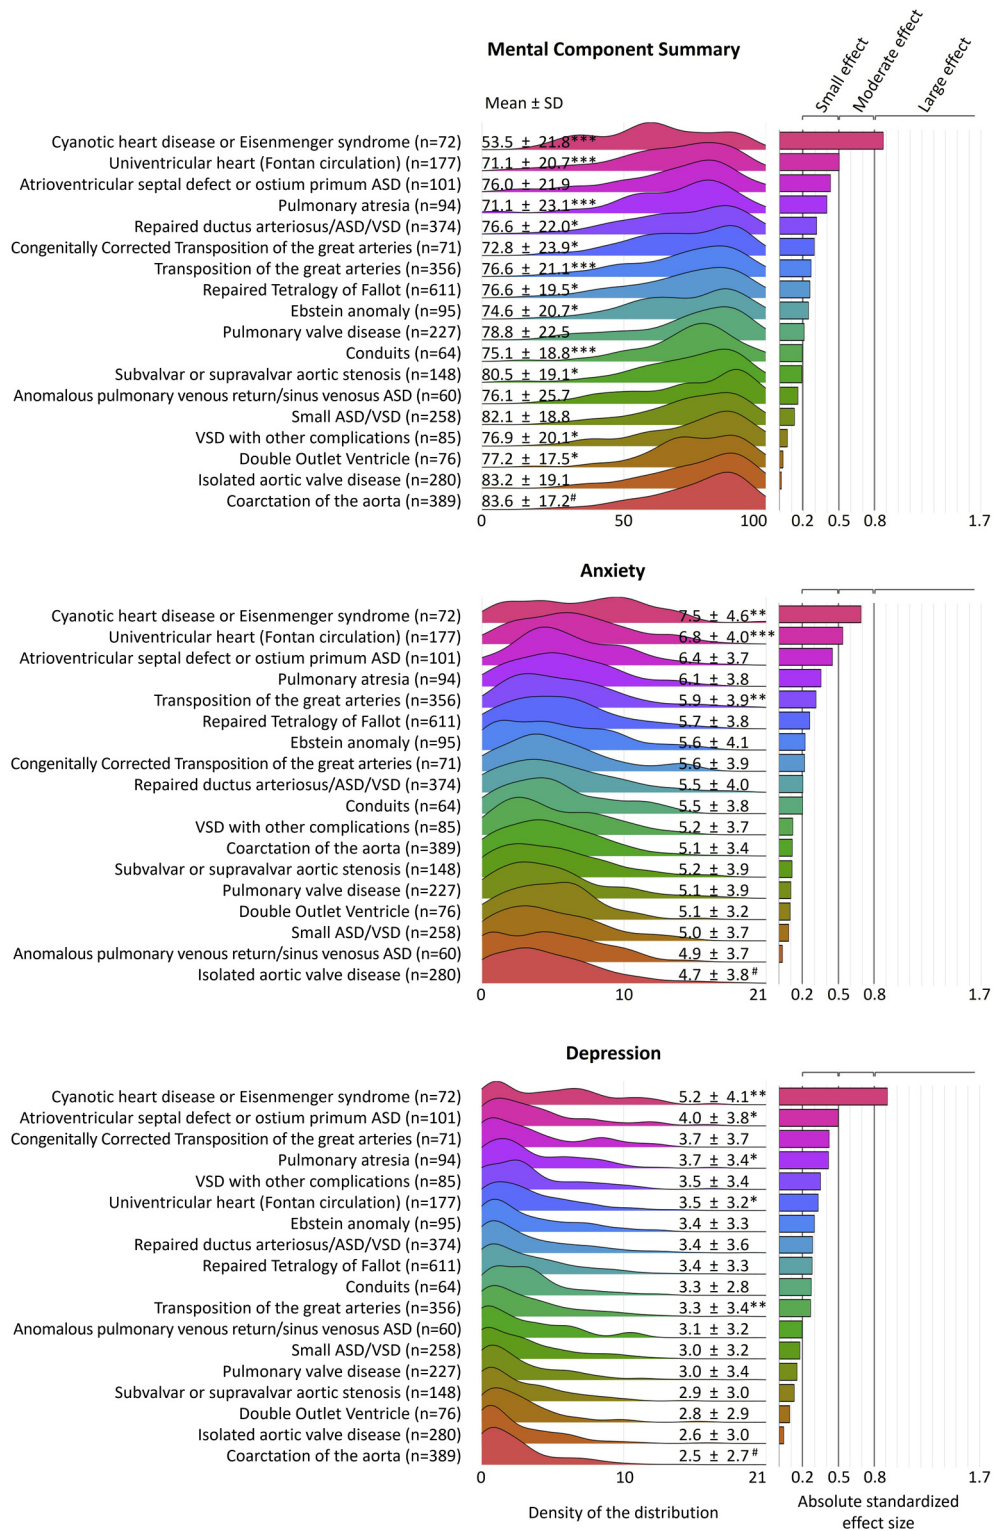 Mental Component Summary
Small effect
Moderate effect
Large effect
Mean ± SD
Cyanotic heart disease or Eisenmenger syndrome (n=72) 53.5 ± 21.8***
Univentricular heart (Fontan circulation) (n=177) 71.1 ± 20.7***
Atrioventricular septal defect or ostium primum ASD (n=101) 76.0 ± 21.9
Pulmonary atresia (n=94) 71.1 ± 23.1***
Repaired ductus arteriosus/ASD/VSD (n=374) 76.6 ± 22.0*
Congenitally Corrected Transposition of the great arteries (n=71) 72.8 ± 23.9*
Transposition of the great arteries (n=356) 76.6 ± 21.1***
Repaired Tetralogy of Fallot (n=611) 76.6 ± 19.5*
Ebstein anomaly (n=95) 74.6 ± 20.7*
Pulmonary valve disease (n=227) 78.8 ± 22.5
Conduits (n=64) 75.1 ± 18.8***
Subvalvar or supravalvar aortic stenosis (n=148) 80.5 ± 19.1*
Anomalous pulmonary venous return/sinus venosus ASD (n=60) 76.1 ± 25.7
Small ASD/VSD (n=258) 82.1 ± 18.8
VSD with other complications (n=85) 76.9 ± 20.1*
Double Outlet Ventricle (n=76) 77.2 ± 17.5*
Isolated aortic valve disease (n=280) 83.2 ± 19.1
Coarctation of the aorta (n=389) 83.6 ± 17.2#
0 50 100 0.2 0.5 0.8 1.7
Anxiety
Cyanotic heart disease or Eisenmenger syndrome (n=72) 7.5 ± 4.6**
Univentricular heart (Fontan circulation) (n=177) 6.8 ± 4.0***
Atrioventricular septal defect or ostium primum ASD (n=101) 6.4 ± 3.7
Pulmonary atresia (n=94) 6.1 ± 3.8
Transposition of the great arteries (n=356) 5.9 ± 3.9**
Repaired Tetralogy of Fallot (n=611) 5.7 ± 3.8
Ebstein anomaly (n=95) 5.6 ± 4.1
Congenitally Corrected Transposition of the great arteries (n=71) 5.6 ± 3.9
Repaired ductus arteriosus/ASD/VSD (n=374) 5.5 ± 4.0
Conduits (n=64) 5.5 ± 3.8
VSD with other complications (n=85) 5.2 ± 3.7
Coarctation of the aorta (n=389) 5.1 ± 3.4
Subvalvar or supravalvar aortic stenosis (n=148) 5.2 ± 3.9
Pulmonary valve disease (n=227) 5.1 ± 3.9
Double Outlet Ventricle (n=76) 5.1 ± 3.2
Small ASD/VSD (n=258) 5.0 ± 3.7
Anomalous pulmonary venous return/sinus venosus ASD (n=60) 4.9 ± 3.7
Isolated aortic valve disease (n=280) 4.7 ± 3.8#
0 10 21 0.2 0.5 0.8 1.7
Depression
Cyanotic heart disease or Eisenmenger syndrome (n=72) 5.2 ± 4.1**
Atrioventricular septal defect or ostium primum ASD (n=101) 4.0 ± 3.8*
Congenitally Corrected Transposition of the great arteries (n=71) 3.7 ± 3.7
Pulmonary atresia (n=94) 3.7 ± 3.4*
VSD with other complications (n=85) 3.5 ± 3.4
Univentricular heart (Fontan circulation) (n=177) 3.5 ± 3.2*
Ebstein anomaly (n=95) 3.4 ± 3.3
Repaired ductus arteriosus/ASD/VSD (n=374) 3.4 ± 3.6
Repaired Tetralogy of Fallot (n=611) 3.4 ± 3.3
Conduits (n=64) 3.3 ± 2.8
Transposition of the great arteries (n=356) 3.3 ± 3.4**
Anomalous pulmonary venous return/sinus venosus ASD (n=60) 3.1 ± 3.2
Small ASD/VSD (n=258) 3.0 ± 3.2
Pulmonary valve disease (n=227) 3.0 ± 3.4
Subvalvar or supravalvar aortic stenosis (n=148) 2.9 ± 3.0
Double Outlet Ventricle (n=76) 2.8 ± 2.9
Isolated aortic valve disease (n=280) 2.6 ± 3.0
Coarctation of the aorta (n=389) 2.5 ± 2.7#
0 10 21 0.2 0.5 0.8 1.7
Density of the distribution
Absolute standardized
effect size